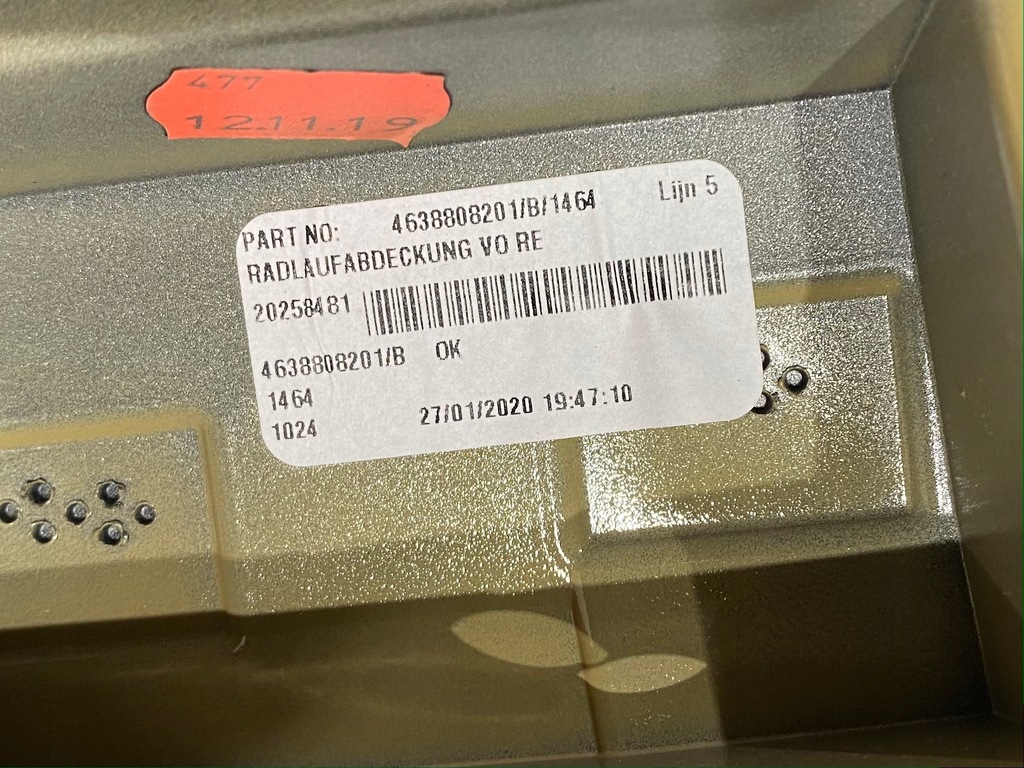 477
12.11.19
PART NO: 4638808201/B/1464 Lijn 5
RADLAUFABDECKUNG VO RE
20258481
4638808201/B OK
1464
1024 27/01/2020 19:47:10